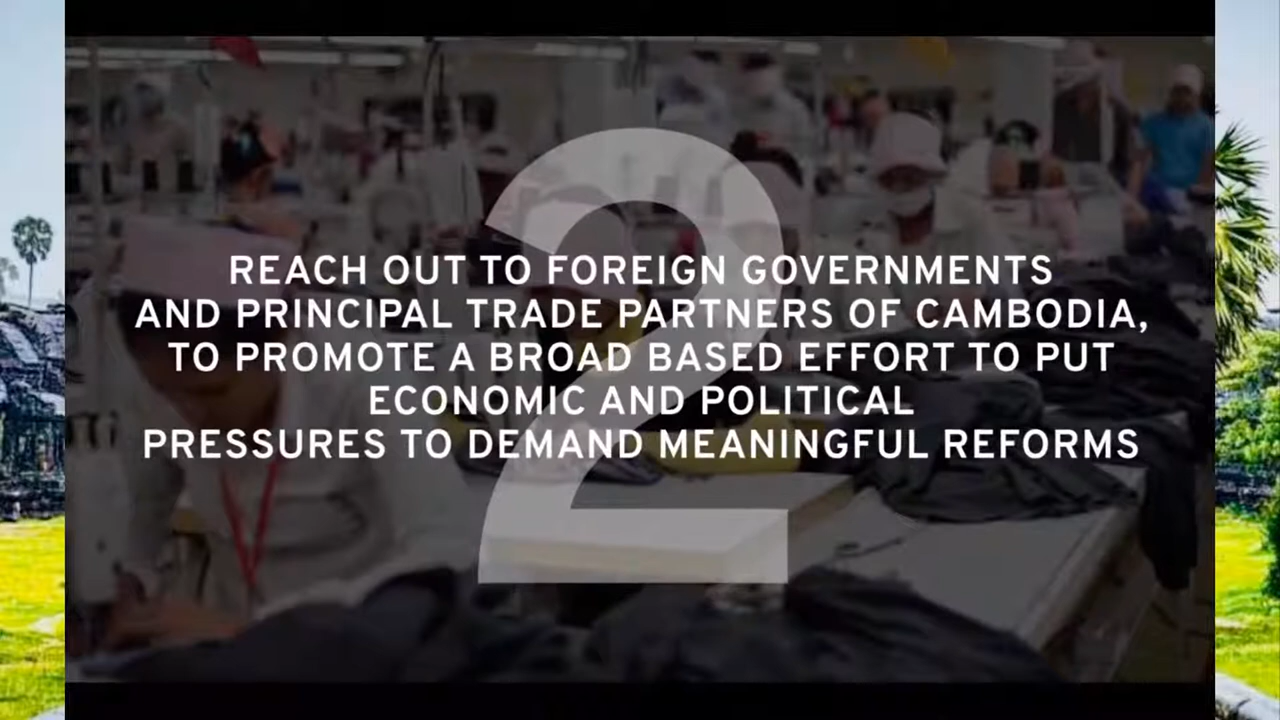 2
REACH OUT TO FOREIGN GOVERNMENTS
AND PRINCIPAL TRADE PARTNERS OF CAMBODIA,
TO PROMOTE A BROAD BASED EFFORT TO PUT
ECONOMIC AND POLITICAL
PRESSURES TO DEMAND MEANINGFUL REFORMS